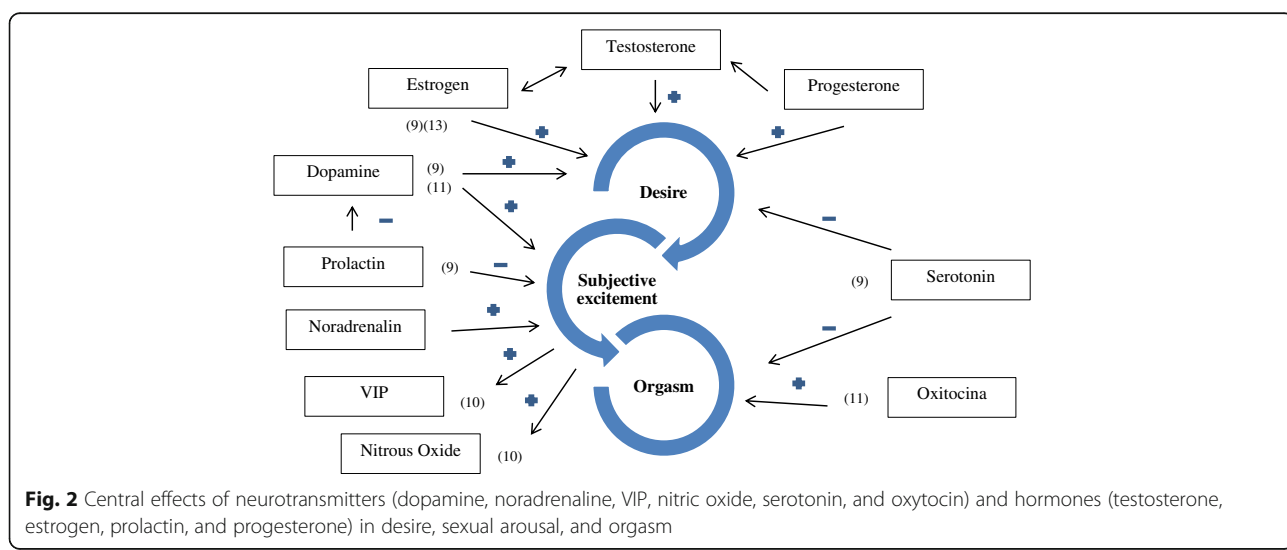 Testosterone
Estrogen
Progesterone
+
(9)(13)
+
+
Dopamine
(9)
(11)
+
+
Desire
−
−
Prolactin
(9)
−
Subjective
excitement
(9)
Serotonin
Noradrenalin
+
−
+
VIP
(10)
+
Orgasm
+
(11)
Oxitocina
Nitrous Oxide
(10)
Fig. 2 Central effects of neurotransmitters (dopamine, noradrenaline, VIP, nitric oxide, serotonin, and oxytocin) and hormones (testosterone,
estrogen, prolactin, and progesterone) in desire, sexual arousal, and orgasm